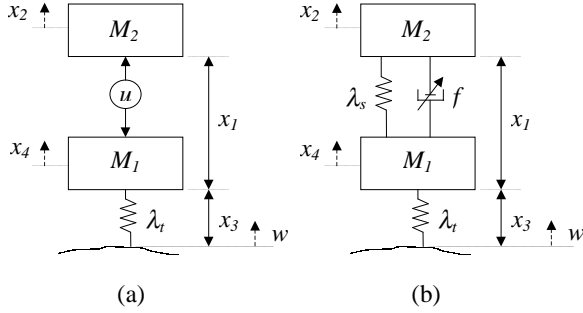 x₂
M₂
u
x₁
x₄
M₁
λₜ
x₃
w
(a)
x₂
M₂
λₛ
f
x₁
x₄
M₁
λₜ
x₃
w
(b)